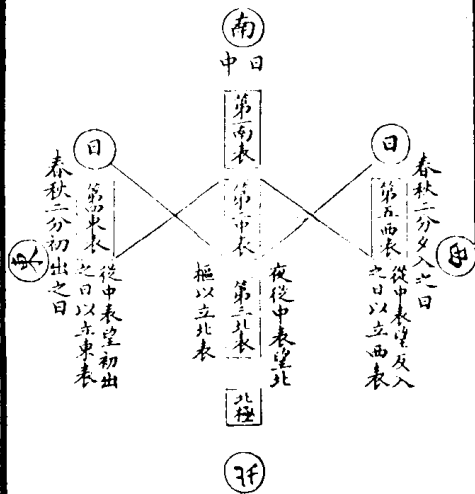 南
日中
日
春秋二分夕入之日
西
第五西表
從中表望反入
之日以立西表
第二南表
第一中表
第三北表
夜從中表望北
樞以立北表
北極
北
日
第四東表
從中表望初出
之日以立東表
春秋二分初出之日
東